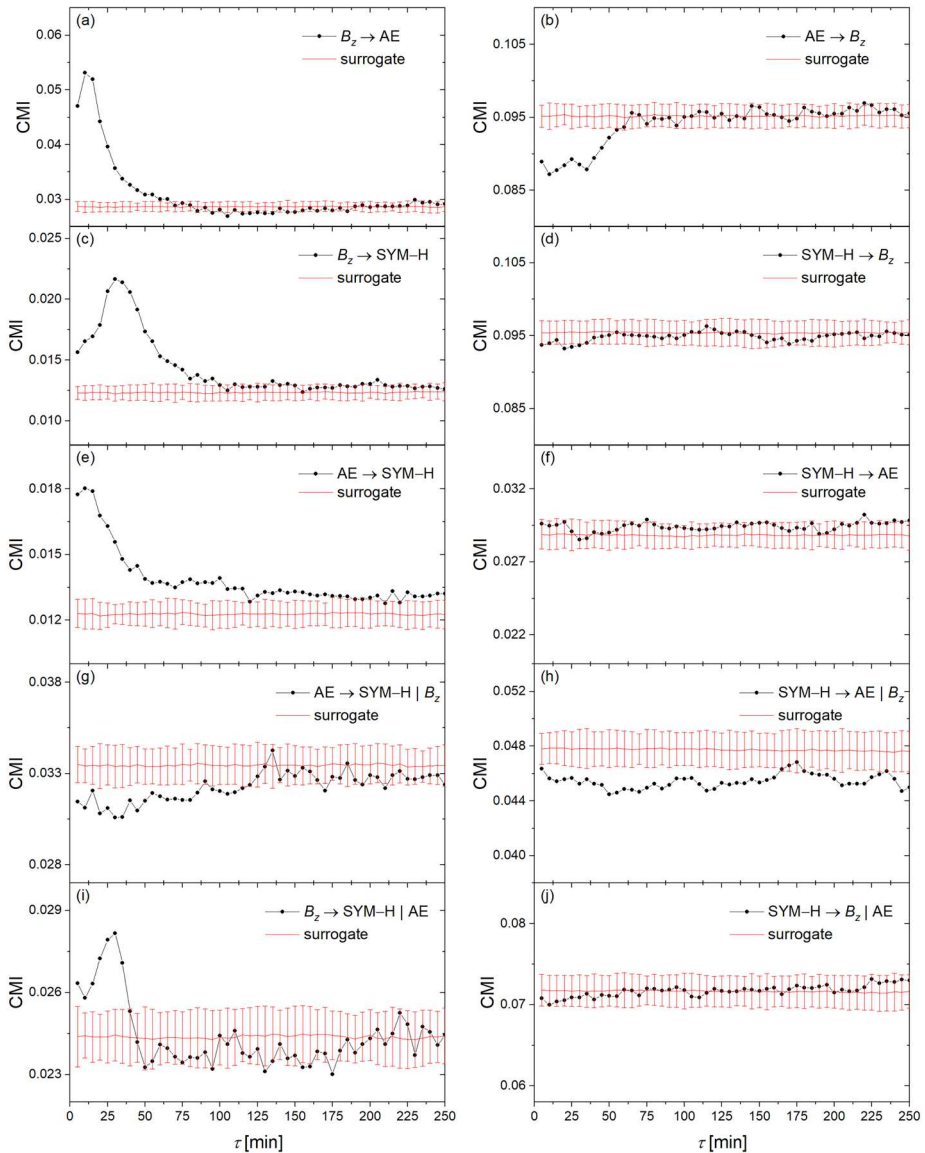 (a)
B_z → AE
surrogate
CMI
0.06
0.05
0.04
0.03
(b)
AE → B_z
surrogate
CMI
0.105
0.095
0.085
(c)
B_z → SYM–H
surrogate
CMI
0.025
0.020
0.015
0.010
(d)
SYM–H → B_z
surrogate
CMI
0.105
0.095
0.085
(e)
AE → SYM–H
surrogate
CMI
0.018
0.015
0.012
(f)
SYM–H → AE
surrogate
CMI
0.032
0.027
0.022
(g)
AE → SYM–H | B_z
surrogate
CMI
0.038
0.033
0.028
(h)
SYM–H → AE | B_z
surrogate
CMI
0.052
0.048
0.044
0.040
(i)
B_z → SYM–H | AE
surrogate
CMI
0.029
0.026
0.023
0 25 50 75 100 125 150 175 200 225 250
τ [min]
(j)
SYM–H → B_z | AE
surrogate
CMI
0.08
0.07
0.06
0 25 50 75 100 125 150 175 200 225 250
τ [min]